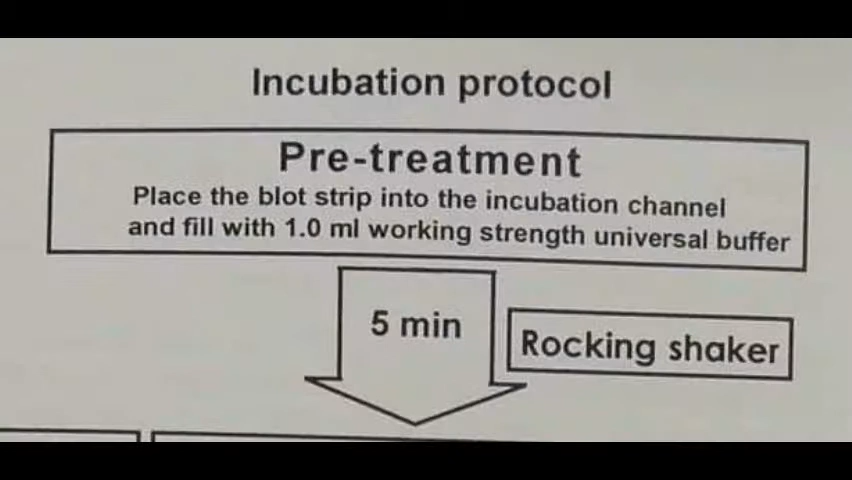 Incubation protocol
Pre-treatment
Place the blot strip into the incubation channel
and fill with 1.0 ml working strength universal buffer
5 min
Rocking shaker